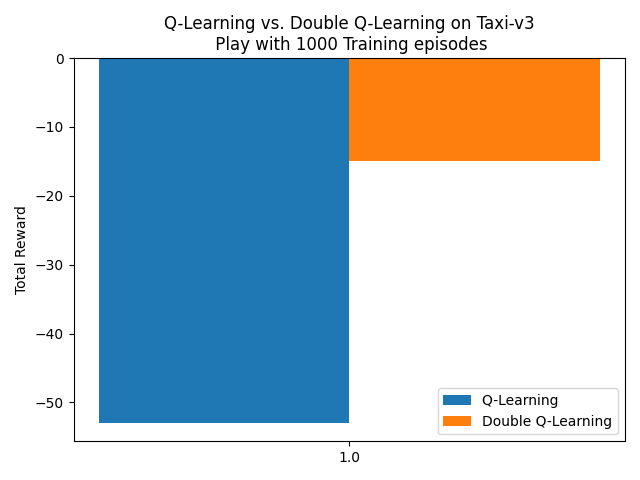 Q-Learning vs. Double Q-Learning on Taxi-v3
Play with 1000 Training episodes
Total Reward
0
−10
−20
−30
−40
−50
1.0
Q-Learning
Double Q-Learning